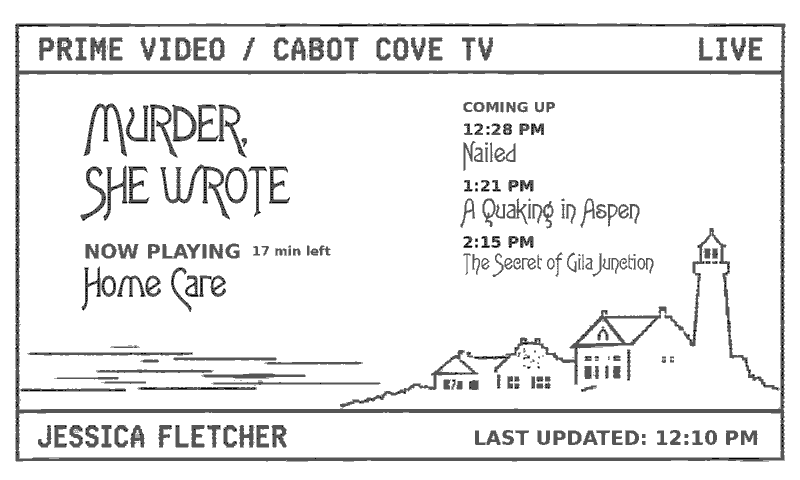 PRIME VIDEO / CABOT COVE TV
LIVE
MURDER,
SHE WROTE
NOW PLAYING 17 min left
Home Care
COMING UP
12:28 PM
Nailed
1:21 PM
A Quaking in Aspen
2:15 PM
The Secret of Gila Junction
JESSICA FLETCHER
LAST UPDATED: 12:10 PM